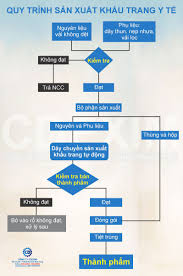 QUY TRÌNH SẢN XUẤT KHẨU TRANG Y TẾ
Nguyên liệu
vải không dệt
Phụ liệu:
dây thun, nẹp nhựa,
vải lọc
Kiểm tra
Không đạt
Trả NCC
Đạt
Bộ phận sản xuất
Nguyên và Phụ liệu
Thùng và hộp
Dây chuyền sản xuất
khẩu trang tự động
Kiểm tra bán
thành phẩm
Không đạt
Đạt
Bỏ vào rổ không đạt,
xử lý sau
Đóng gói
Tiệt trùng
Thành phẩm